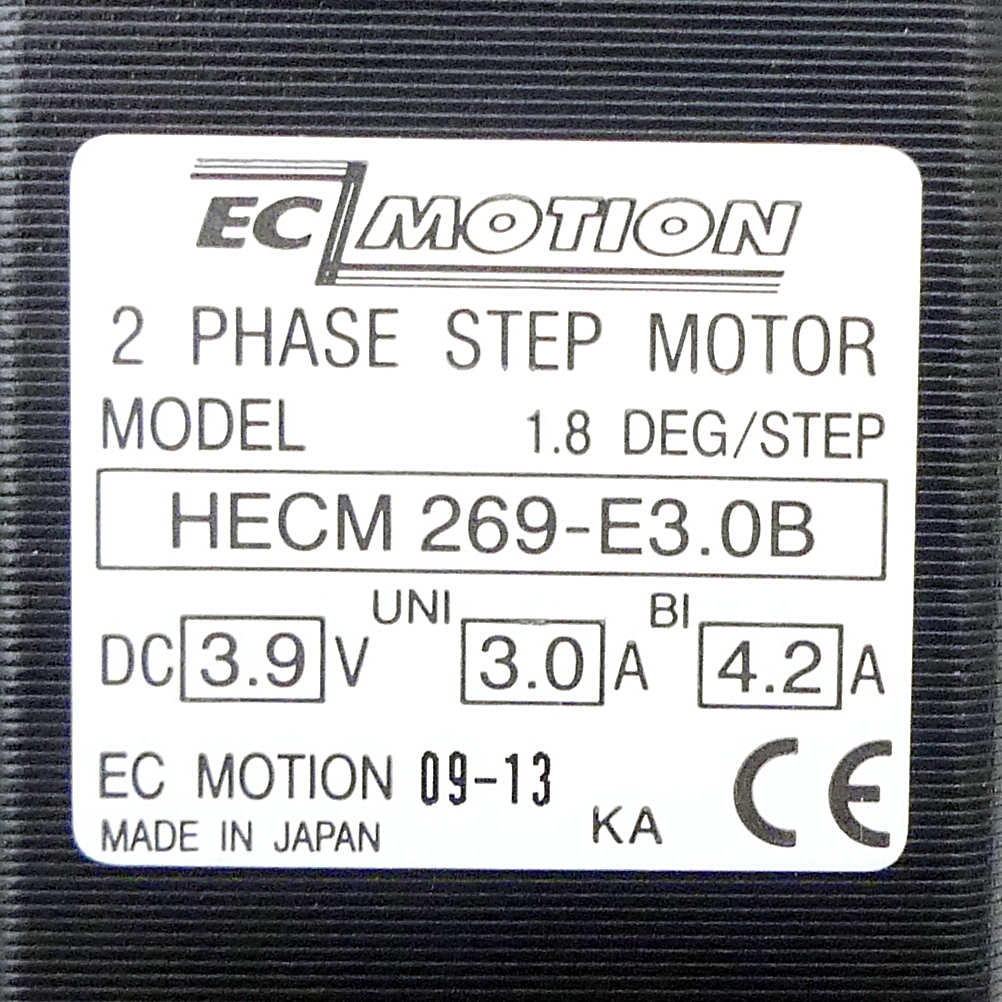 EC MOTION
2 PHASE STEP MOTOR
MODEL 1.8 DEG/STEP
HECM 269-E3.0B
UNI BI
DC 3.9 V 3.0 A 4.2 A
EC MOTION 09-13
MADE IN JAPAN KA CE